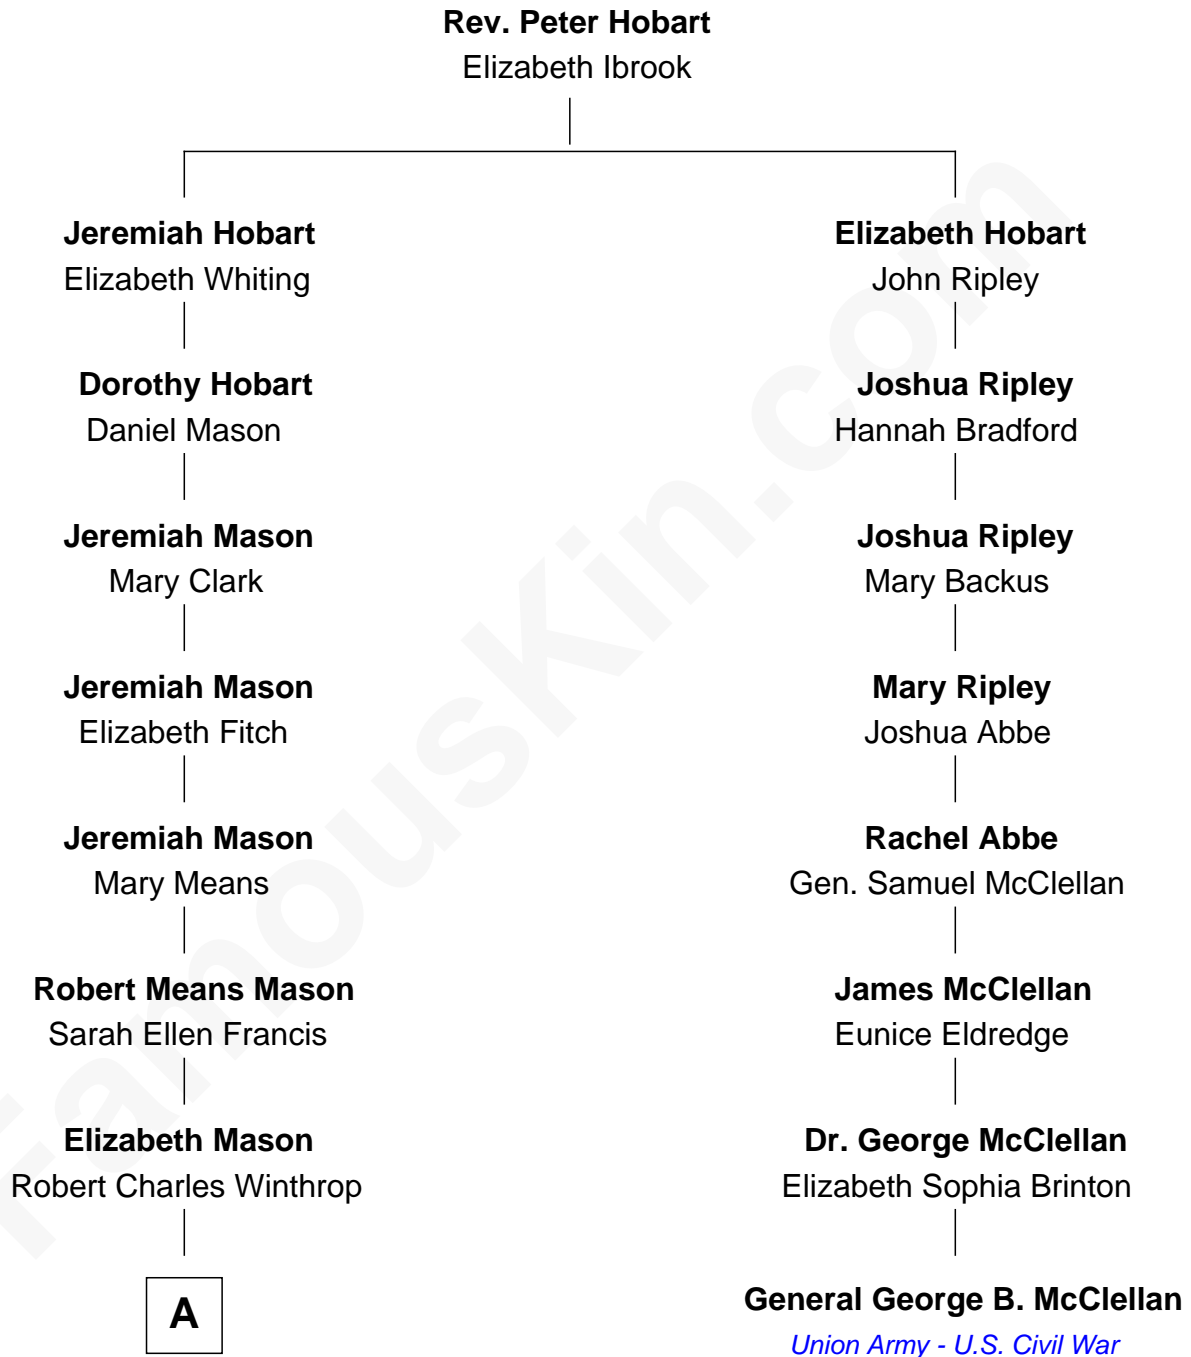 Rev. Peter Hobart
Elizabeth Ibrook
Jeremiah Hobart
Elizabeth Whiting
Dorothy Hobart
Daniel Mason
Jeremiah Mason
Mary Clark
Jeremiah Mason
Elizabeth Fitch
Jeremiah Mason
Mary Means
Robert Means Mason
Sarah Ellen Francis
Elizabeth Mason
Robert Charles Winthrop
A
Elizabeth Hobart
John Ripley
Joshua Ripley
Hannah Bradford
Joshua Ripley
Mary Backus
Mary Ripley
Joshua Abbe
Rachel Abbe
Gen. Samuel McClellan
James McClellan
Eunice Eldredge
Dr. George McClellan
Elizabeth Sophia Brinton
General George B. McClellan
Union Army - U.S. Civil War
FamousKin.com